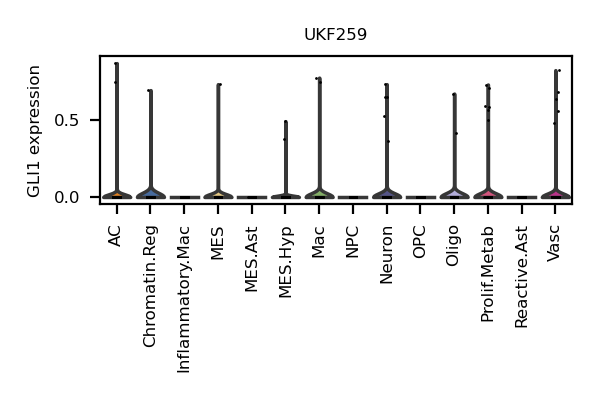 UKF259
GLI1 expression
0.5
0.0
AC
Chromatin.Reg
Inflammatory.Mac
MES
MES.Ast
MES.Hyp
Mac
NPC
Neuron
OPC
Oligo
Prolif.Metab
Reactive.Ast
Vasc